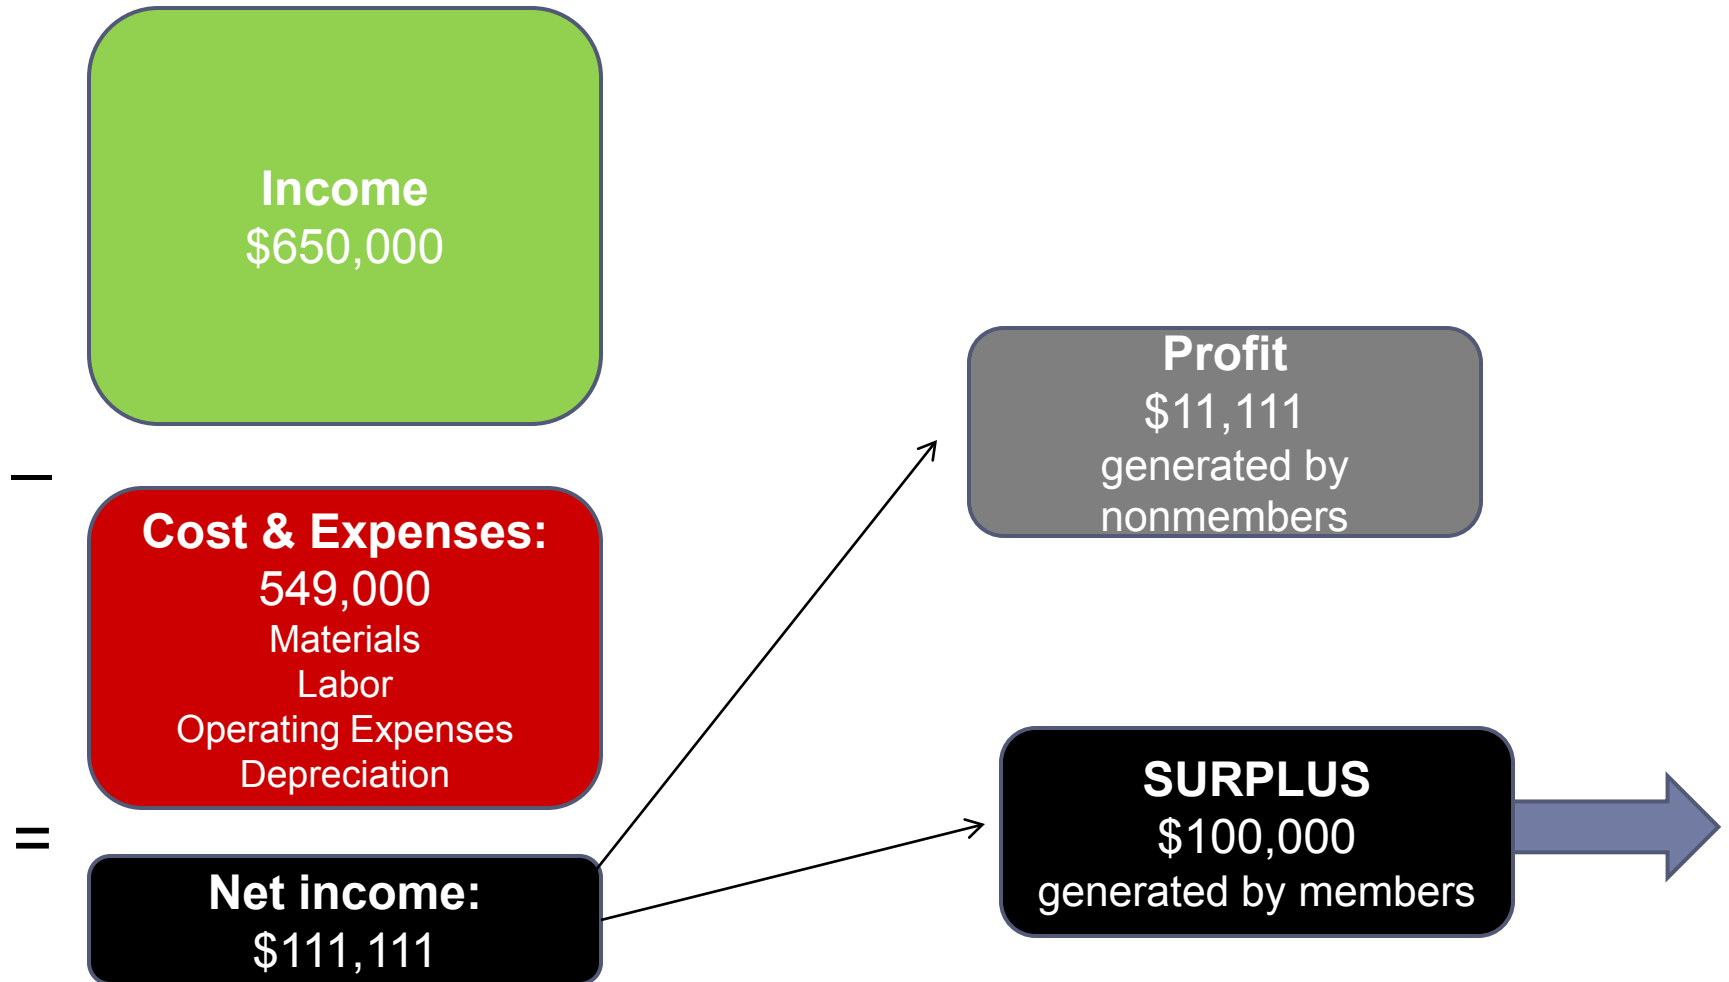 Income
$650,000
–
Cost & Expenses:
549,000
Materials
Labor
Operating Expenses
Depreciation
=
Net income:
$111,111
Profit
$11,111
generated by
nonmembers
SURPLUS
$100,000
generated by members